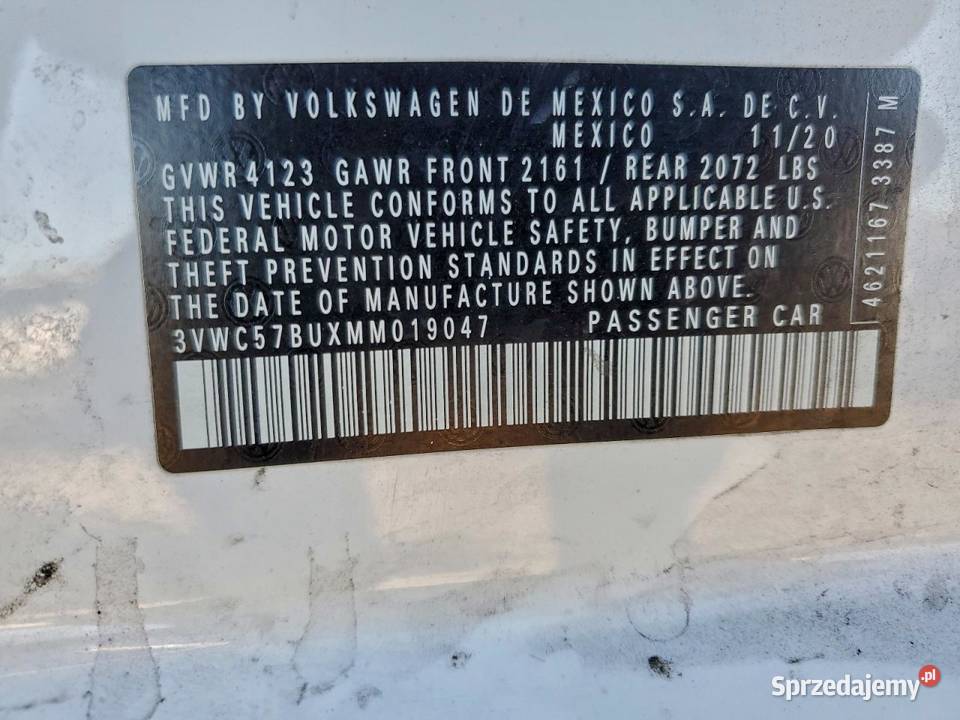 MFD BY VOLKSWAGEN DE MEXICO S.A. DE C.V.
MEXICO 11/20
GVWR 4123 GAWR FRONT 2161 / REAR 2072 LBS
THIS VEHICLE CONFORMS TO ALL APPLICABLE U.S.
FEDERAL MOTOR VEHICLE SAFETY, BUMPER AND
THEFT PREVENTION STANDARDS IN EFFECT ON
THE DATE OF MANUFACTURE SHOWN ABOVE.
3VWC57BUXMM019047 PASSENGER CAR
4621167 3387 M
Sprzedajemy.pl